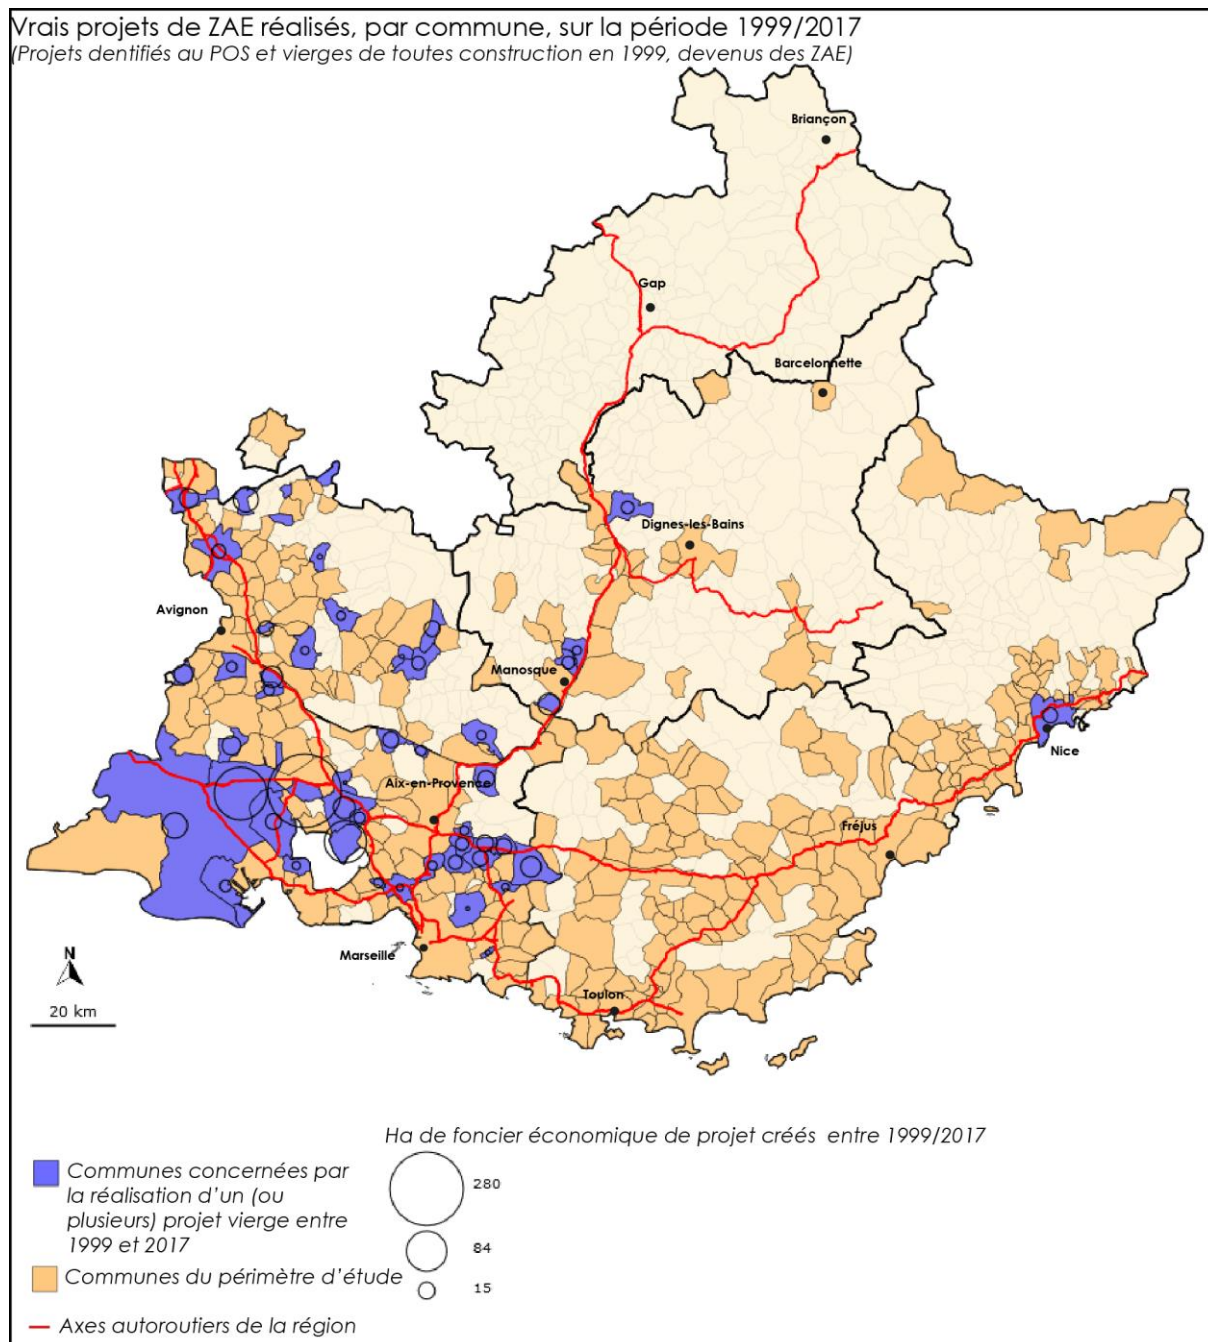 Vrais projets de ZAE réalisés, par commune, sur la période 1999/2017
(Projets dentifiés au POS et vierges de toutes construction en 1999, devenus des ZAE)
Briançon
Gap
Barcelonnette
Dignes-les-Bains
Avignon
Manosque
Nice
Aix-en-Provence
Fréjus
Marseille
Toulon
N
20 km
Ha de foncier économique de projet créés entre 1999/2017
280
84
15
Communes concernées par
la réalisation d'un (ou
plusieurs) projet vierge entre
1999 et 2017
Communes du périmètre d'étude
Axes autoroutiers de la région